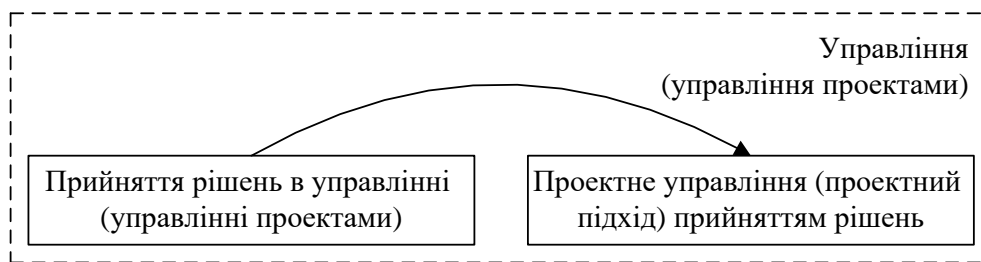 Управління
(управління проектами)
Прийняття рішень в управлінні
(управлінні проектами)
Проектне управління (проектний
підхід) прийняттям рішень